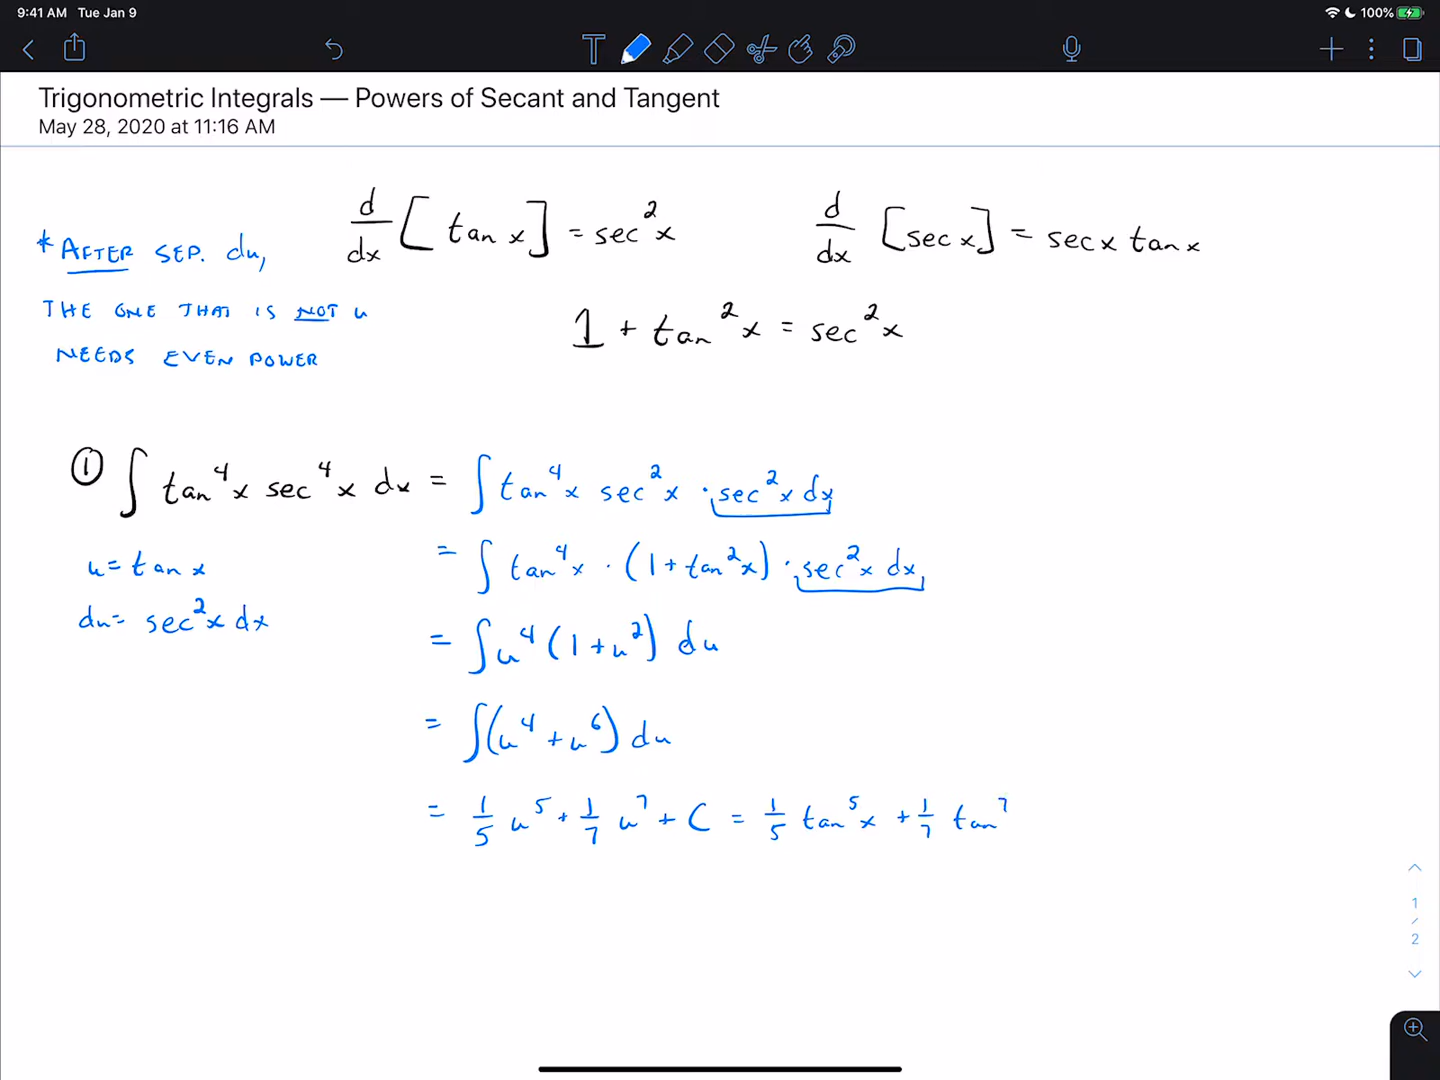 9:41 AM Tue Jan 9
100%
Trigonometric Integrals — Powers of Secant and Tangent
May 28, 2020 at 11:16 AM
* AFTER SEP. du,
THE ONE THAT IS NOT u
NEEDS EVEN POWER
d/dx [tan x] = sec²x
d/dx [sec x] = sec x tan x
1 + tan²x = sec²x
① ∫ tan⁴x sec⁴x dx = ∫ tan⁴x sec²x · sec²x dx
u = tan x
du = sec²x dx
= ∫ tan⁴x · (1 + tan²x) · sec²x dx
= ∫ u⁴ (1 + u²) du
= ∫ (u⁴ + u⁶) du
= 1/5 u⁵ + 1/7 u⁷ + C = 1/5 tan⁵x + 1/7 tan⁷
1
/
2